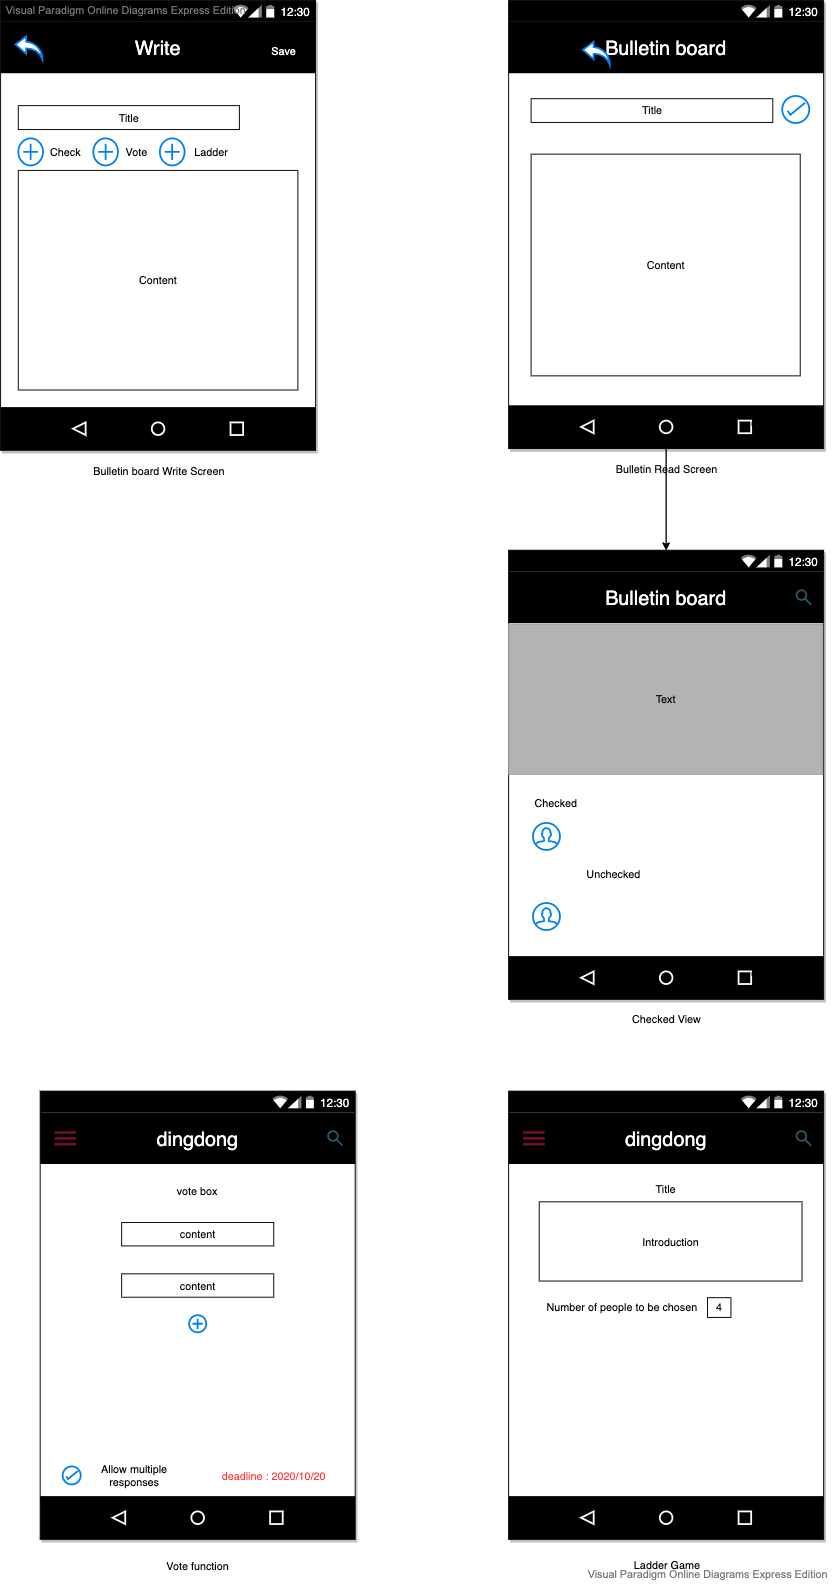 Visual Paradigm Online Diagrams Express Edition
12:30
Write
Save
Title
Check
Vote
Ladder
Content
Bulletin board Write Screen
12:30
Bulletin board
Title
Content
Bulletin Read Screen
12:30
Bulletin board
Text
Checked
Unchecked
Checked View
12:30
dingdong
vote box
content
content
Allow multiple
responses
deadline : 2020/10/20
Vote function
12:30
dingdong
Title
Introduction
Number of people to be chosen
4
Ladder Game
Visual Paradigm Online Diagrams Express Edition